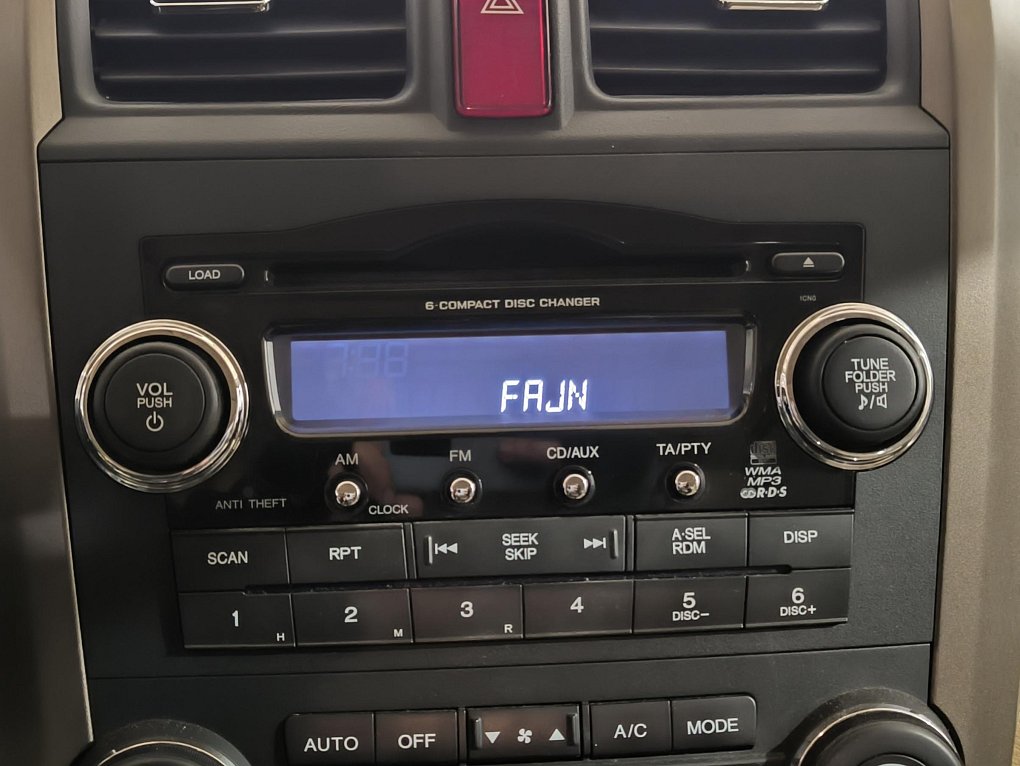 LOAD
6-COMPACT DISC CHANGER
1CN0
FAJN
VOL
PUSH
TUNE
FOLDER
PUSH
AM
FM
CD/AUX
TA/PTY
WMA
MP3
R·D·S
ANTI THEFT
CLOCK
SCAN
RPT
SEEK
SKIP
A·SEL
RDM
DISP
1
H
2
M
3
R
4
5
DISC−
6
DISC+
AUTO
OFF
A/C
MODE